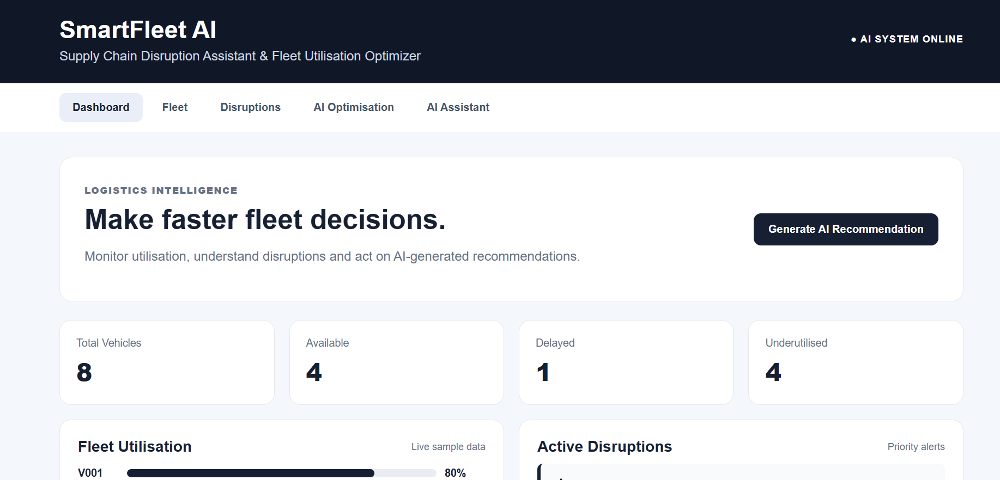 SmartFleet AI
Supply Chain Disruption Assistant & Fleet Utilisation Optimizer
● AI SYSTEM ONLINE
Dashboard
Fleet
Disruptions
AI Optimisation
AI Assistant
LOGISTICS INTELLIGENCE
Make faster fleet decisions.
Monitor utilisation, understand disruptions and act on AI-generated recommendations.
Generate AI Recommendation
Total Vehicles
8
Available
4
Delayed
1
Underutilised
4
Fleet Utilisation
Live sample data
V001
80%
Active Disruptions
Priority alerts